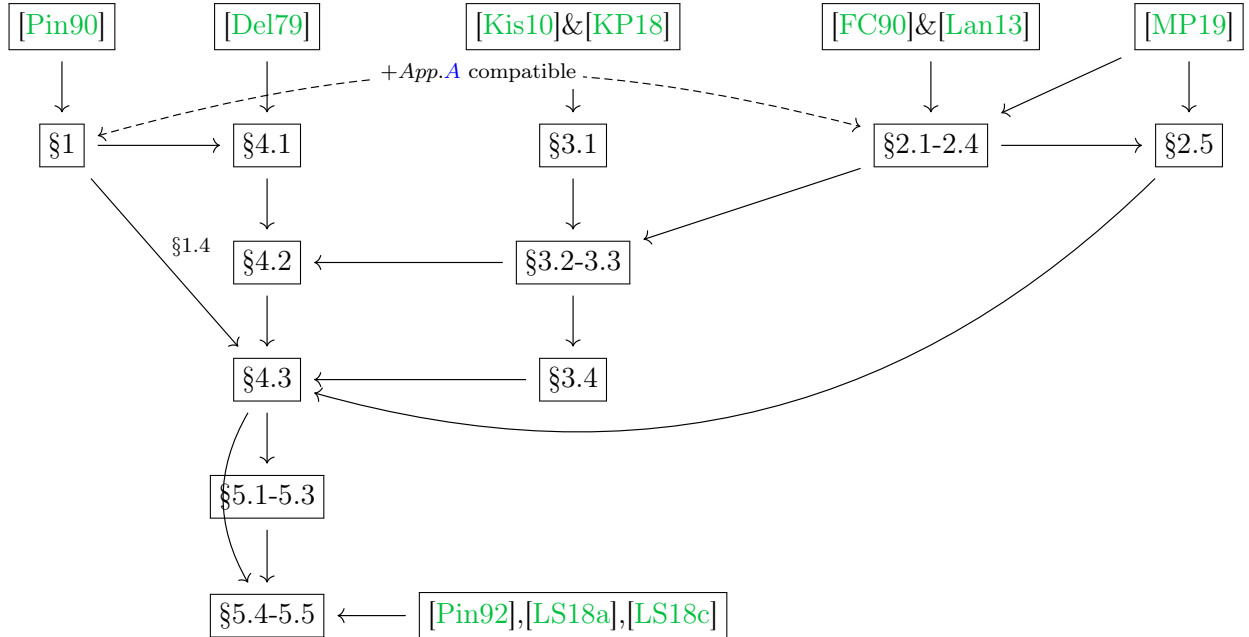 [Pin90] [Del79] [Kis10]&[KP18] [FC90]&[Lan13] [MP19]
+App.A compatible
§1 §4.1 §3.1 §2.1-2.4 §2.5
§1.4
§4.2 §3.2-3.3
§4.3 §3.4
§5.1-5.3
§5.4-5.5 [Pin92],[LS18a],[LS18c]